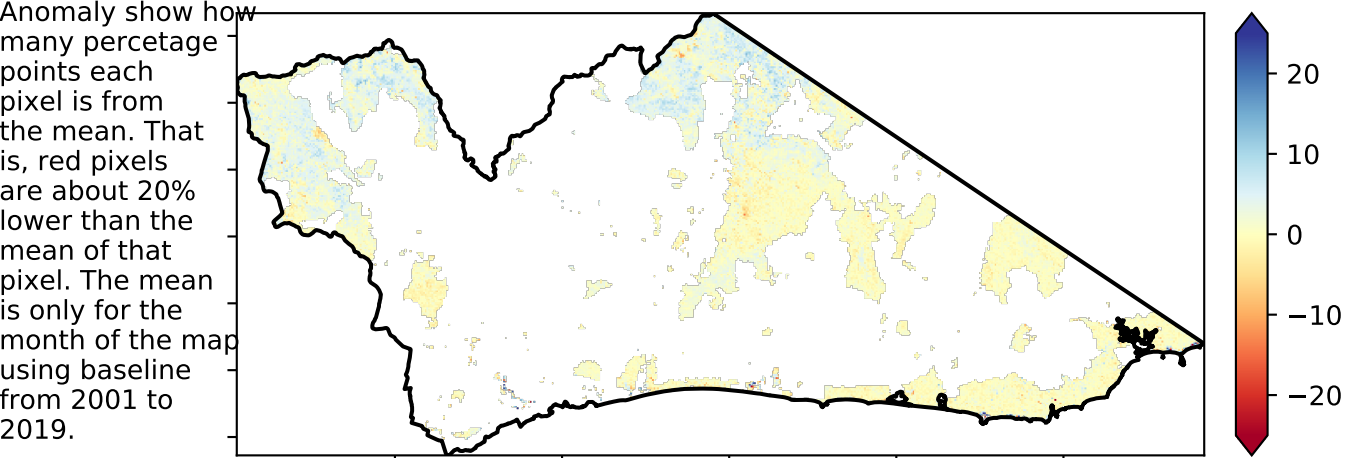 Anomaly show how
many percetage
points each
pixel is from
the mean. That
is, red pixels
are about 20%
lower than the
mean of that
pixel. The mean
is only for the
month of the map
using baseline
from 2001 to
2019.
20
10
0
−10
−20